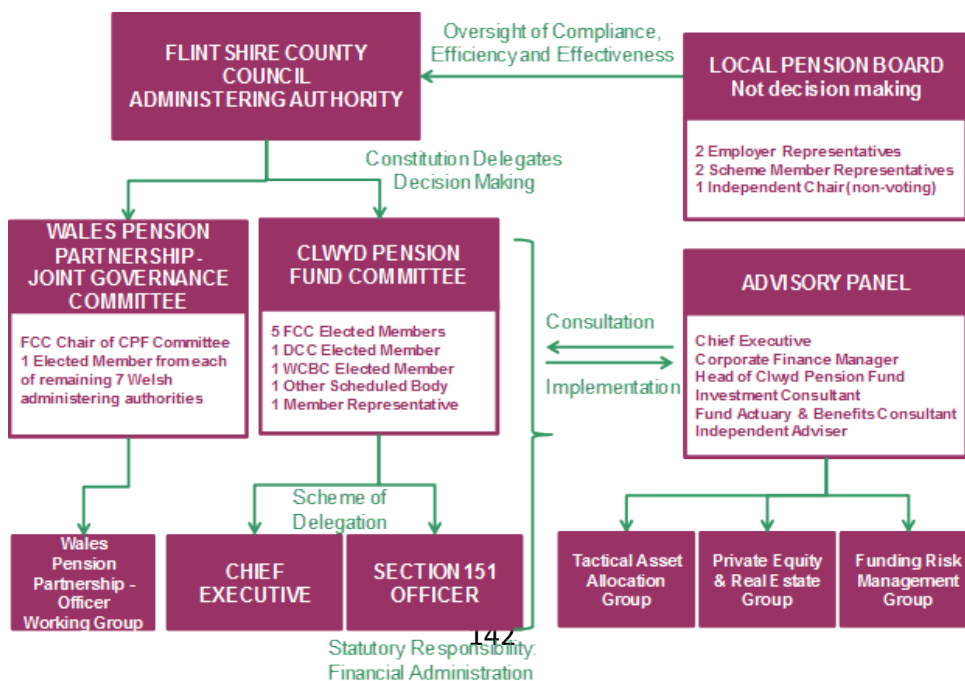 FLINTSHIRE COUNTY
COUNCIL
ADMINISTERING AUTHORITY
Oversight of Compliance,
Efficiency and Effectiveness
LOCAL PENSION BOARD
Not decision making
2 Employer Representatives
2 Scheme Member Representatives
1 Independent Chair (non-voting)
Constitution Delegates
Decision Making
WALES PENSION
PARTNERSHIP -
JOINT GOVERNANCE
COMMITTEE
FCC Chair of CPF Committee
1 Elected Member from each
of remaining 7 Welsh
administering authorities
CLWYD PENSION
FUND COMMITTEE
5 FCC Elected Members
1 DCC Elected Member
1 WCBC Elected Member
1 Other Scheduled Body
1 Member Representative
Consultation
Implementation
ADVISORY PANEL
Chief Executive
Corporate Finance Manager
Head of Clwyd Pension Fund
Investment Consultant
Fund Actuary & Benefits Consultant
Independent Adviser
Scheme of
Delegation
Wales
Pension
Partnership -
Officer
Working Group
CHIEF
EXECUTIVE
SECTION 151
OFFICER
Tactical Asset
Allocation
Group
Private Equity
& Real Estate
Group
Funding Risk
Management
Group
142
Statutory Responsibility:
Financial Administration